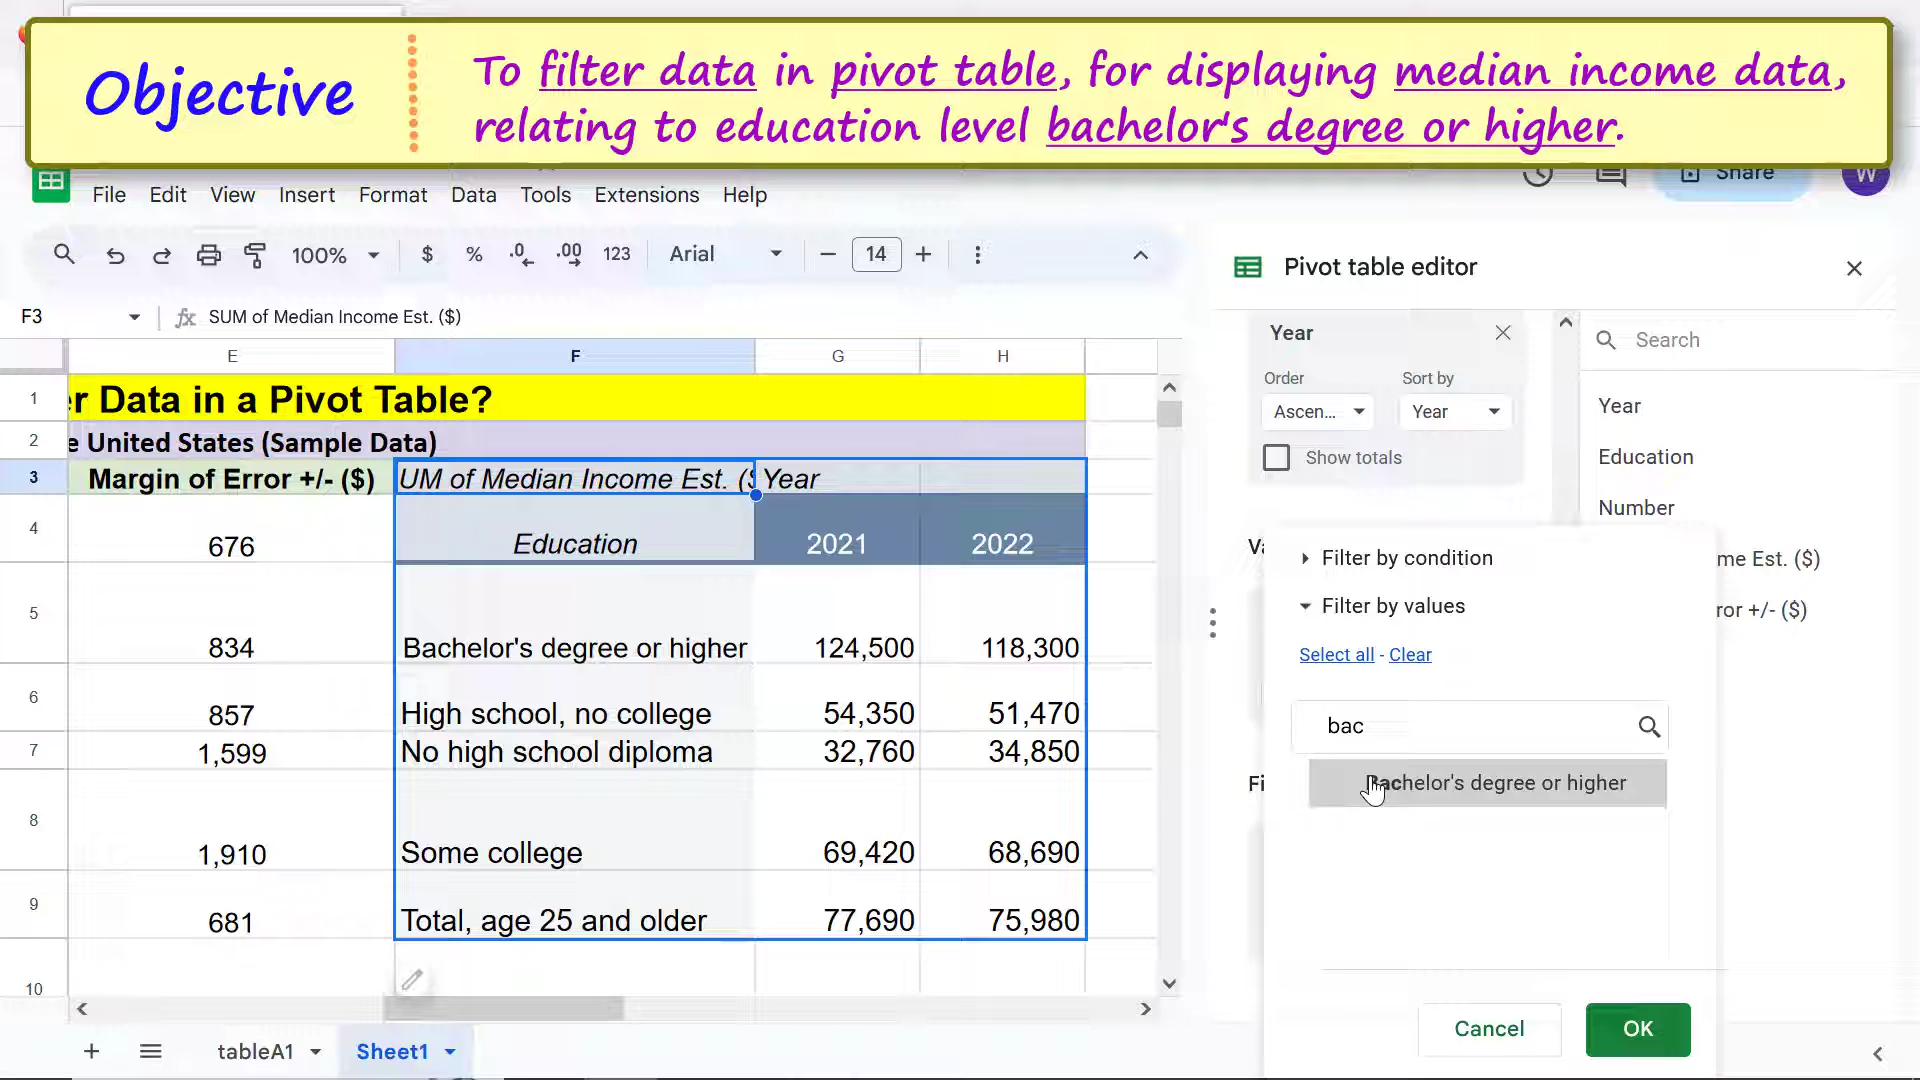 Objective
To filter data in pivot table, for displaying median income data,
relating to education level bachelor's degree or higher.
File Edit View Insert Format Data Tools Extensions Help
Share
W
100% $ % .0 .00 123 Arial 14
F3 fx SUM of Median Income Est. ($)
E F G H
1 r Data in a Pivot Table?
2 e United States (Sample Data)
3 Margin of Error +/- ($) UM of Median Income Est. ($ Year
4 676 Education 2021 2022
5 834 Bachelor's degree or higher 124,500 118,300
6 857 High school, no college 54,350 51,470
7 1,599 No high school diploma 32,760 34,850
8 1,910 Some college 69,420 68,690
9 681 Total, age 25 and older 77,690 75,980
10
tableA1 Sheet1
Pivot table editor
Year
Order Sort by
Ascen... Year
Show totals
Va
Fi
Search
Year
Education
Number
me Est. ($)
ror +/- ($)
Filter by condition
Filter by values
Select all - Clear
bac
Bachelor's degree or higher
Cancel OK